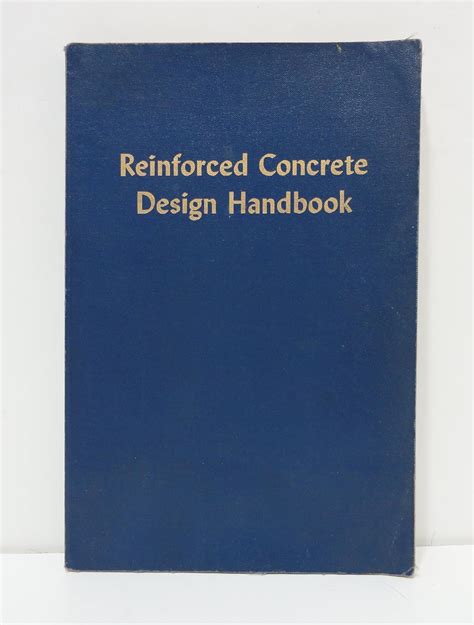 Reinforced Concrete
Design Handbook